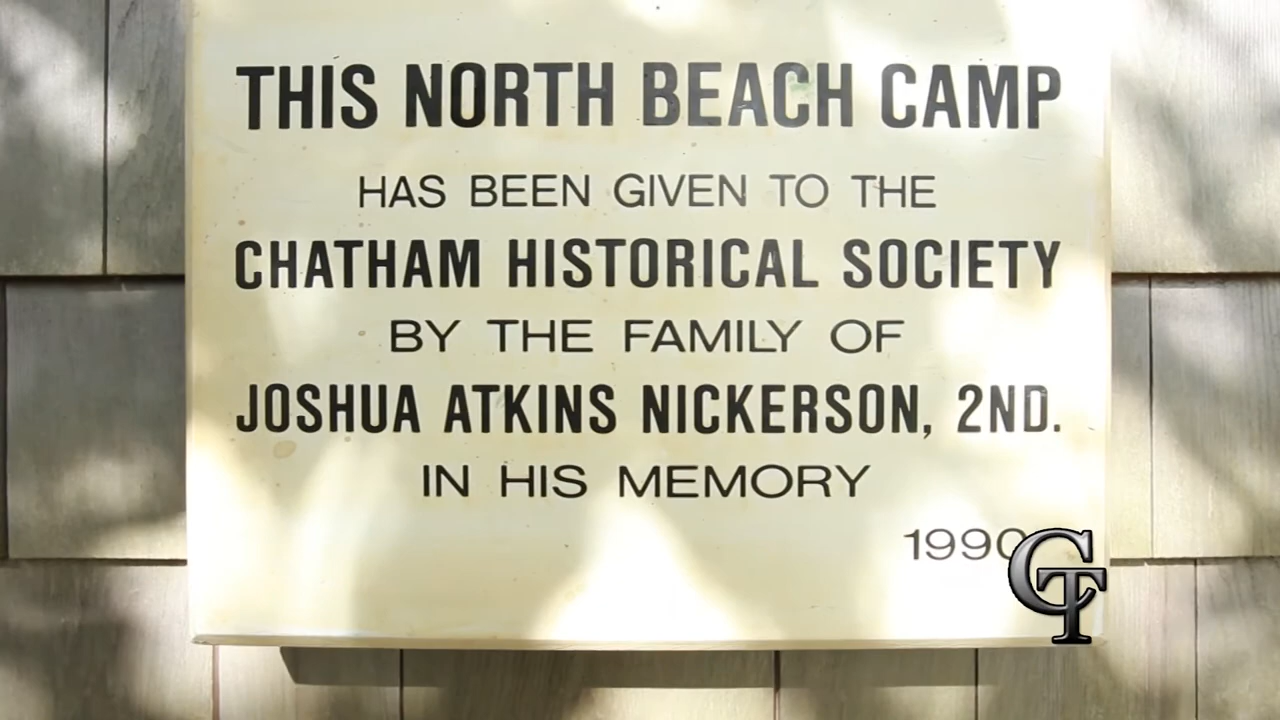 THIS NORTH BEACH CAMP
HAS BEEN GIVEN TO THE
CHATHAM HISTORICAL SOCIETY
BY THE FAMILY OF
JOSHUA ATKINS NICKERSON, 2ND.
IN HIS MEMORY
1990
CT